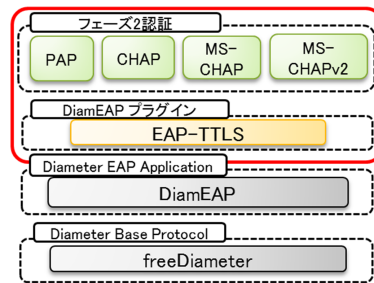 フェーズ2認証
PAP
CHAP
MS-
CHAP
MS-
CHAPv2
DiamEAP プラグイン
EAP-TTLS
Diameter EAP Application
DiamEAP
Diameter Base Protocol
freeDiameter